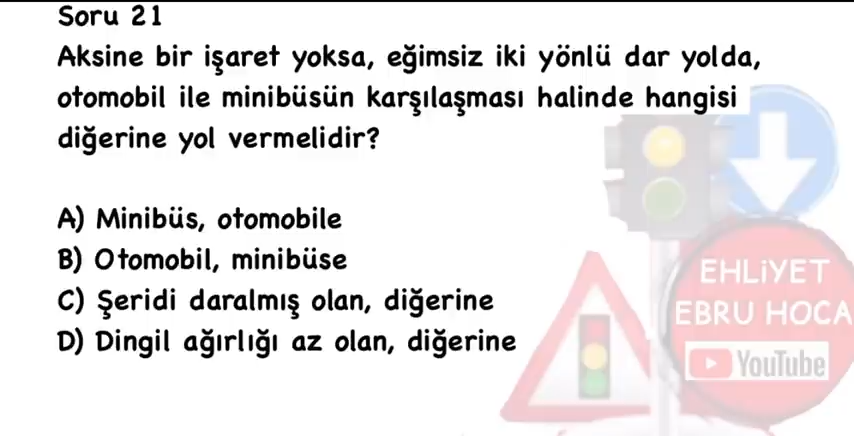 Soru 21
Aksine bir işaret yoksa, eğimsiz iki yönlü dar yolda,
otomobil ile minibüsün karşılaşması halinde hangisi
diğerine yol vermelidir?
A) Minibüs, otomobile
B) Otomobil, minibüse
C) Şeridi daralmış olan, diğerine
D) Dingil ağırlığı az olan, diğerine
EHLİYET
EBRU HOCA
YouTube